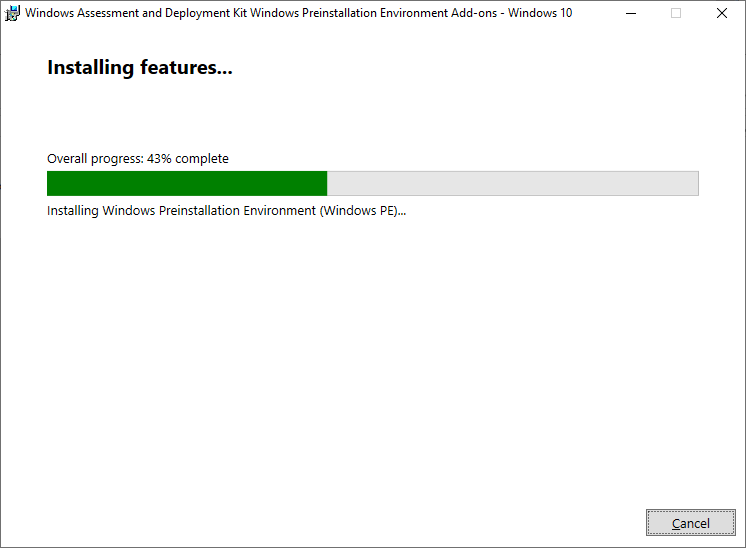 Windows Assessment and Deployment Kit Windows Preinstallation Environment Add-ons - Windows 10
Installing features...
Overall progress: 43% complete
Installing Windows Preinstallation Environment (Windows PE)...
Cancel